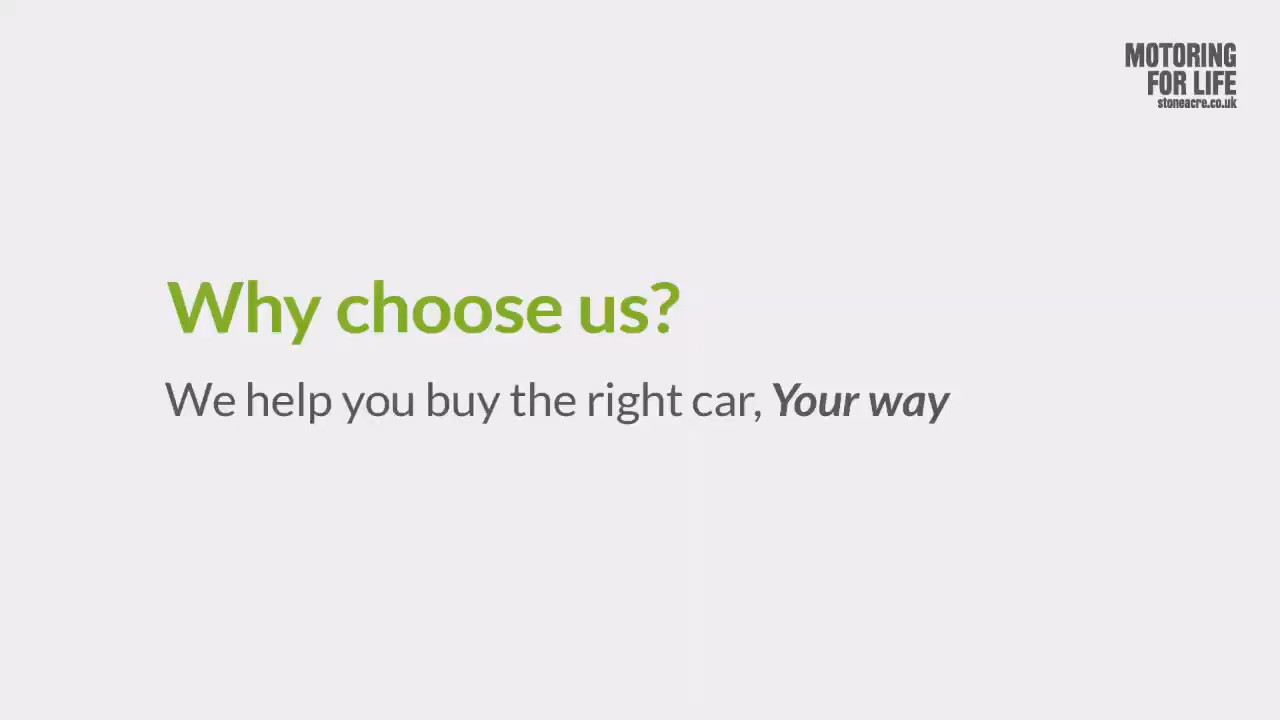 MOTORING
FOR LIFE
stoneacre.co.uk
Why choose us?
We help you buy the right car, Your way